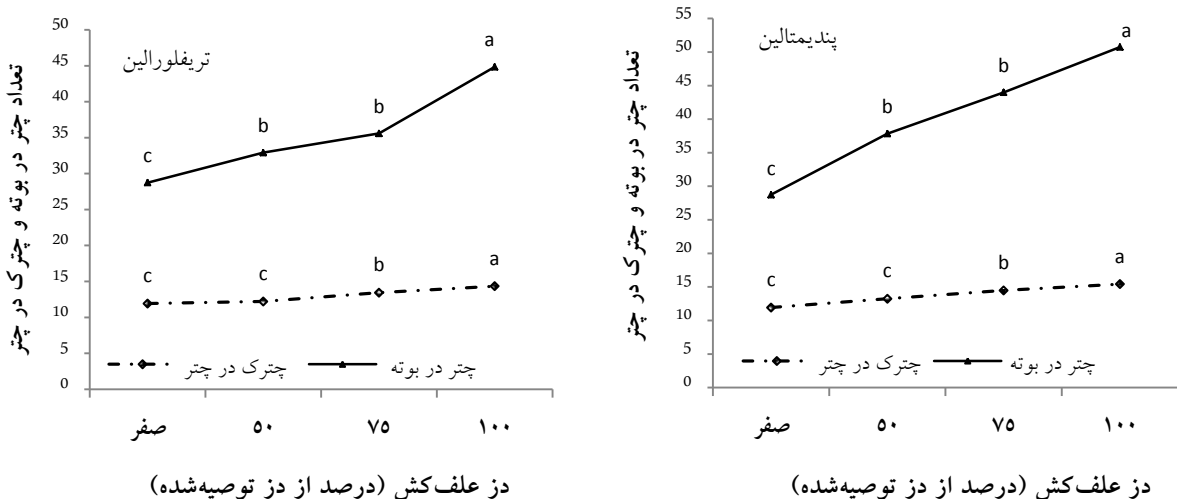 تریفلورالین
تعداد چتر در بوته و چترک در چتر
50
45
40
35
30
25
20
15
10
5
0
c
b
b
a
c
c
b
a
چترک در چتر
چتر در بوته
صفر
۵۰
۷۵
۱۰۰
دز علف‌کش (درصد از دز توصیه‌شده)
پندیمتالین
تعداد چتر در بوته و چترک در چتر
55
50
45
40
35
30
25
20
15
10
5
0
c
b
b
a
c
c
b
a
چترک در چتر
چتر در بوته
صفر
۵۰
۷۵
۱۰۰
دز علف‌کش (درصد از دز توصیه‌شده)